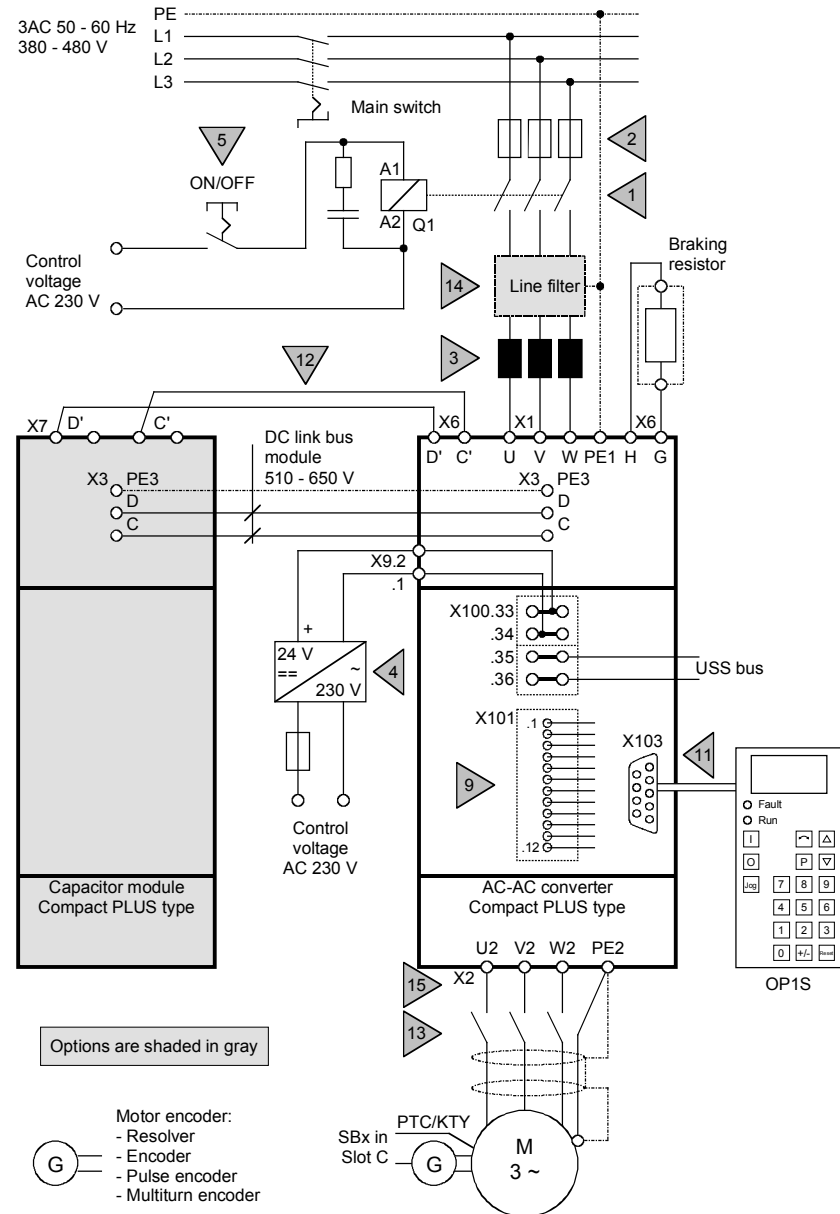 3AC 50 - 60 Hz
380 - 480 V
PE
L1
L2
L3
Main switch
5
ON/OFF
A1
A2
Q1
2
1
Control
voltage
AC 230 V
14
Line filter
Braking
resistor
3
12
X7
D'
C'
X6
X1
X6
D'
C'
U
V
W
PE1
H
G
DC link bus
module
510 - 650 V
X3
PE3
D
C
X3
PE3
D
C
X9.2
.1
X100.33
.34
.35
.36
USS bus
+
24 V
==
~
230 V
4
X101
.1
.12
9
X103
11
Control
voltage
AC 230 V
Fault
Run
I
O
P
Jog
7 8 9
4 5 6
1 2 3
0 +/- Reset
OP1S
Capacitor module
Compact PLUS type
AC-AC converter
Compact PLUS type
U2
V2
W2
PE2
X2
15
13
Options are shaded in gray
Motor encoder:
- Resolver
- Encoder
- Pulse encoder
- Multiturn encoder
G
PTC/KTY
SBx in
Slot C
G
M
3 ~